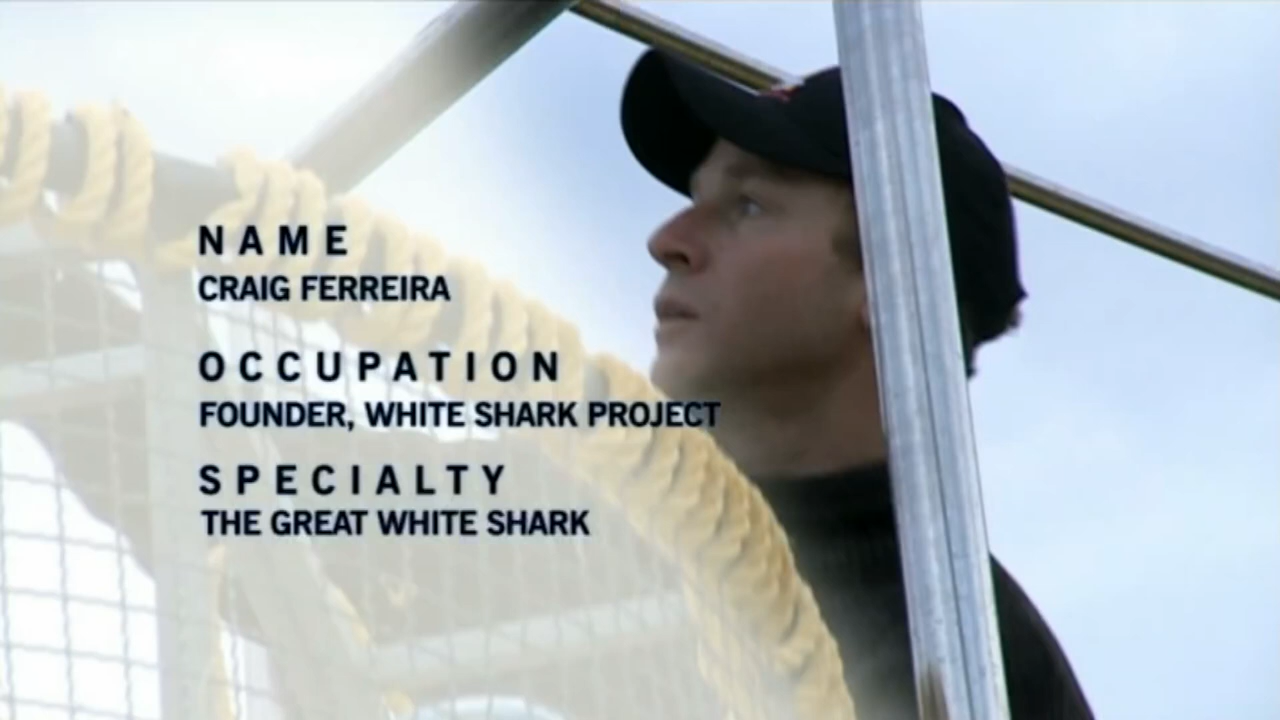 NAME
CRAIG FERREIRA
OCCUPATION
FOUNDER, WHITE SHARK PROJECT
SPECIALTY
THE GREAT WHITE SHARK